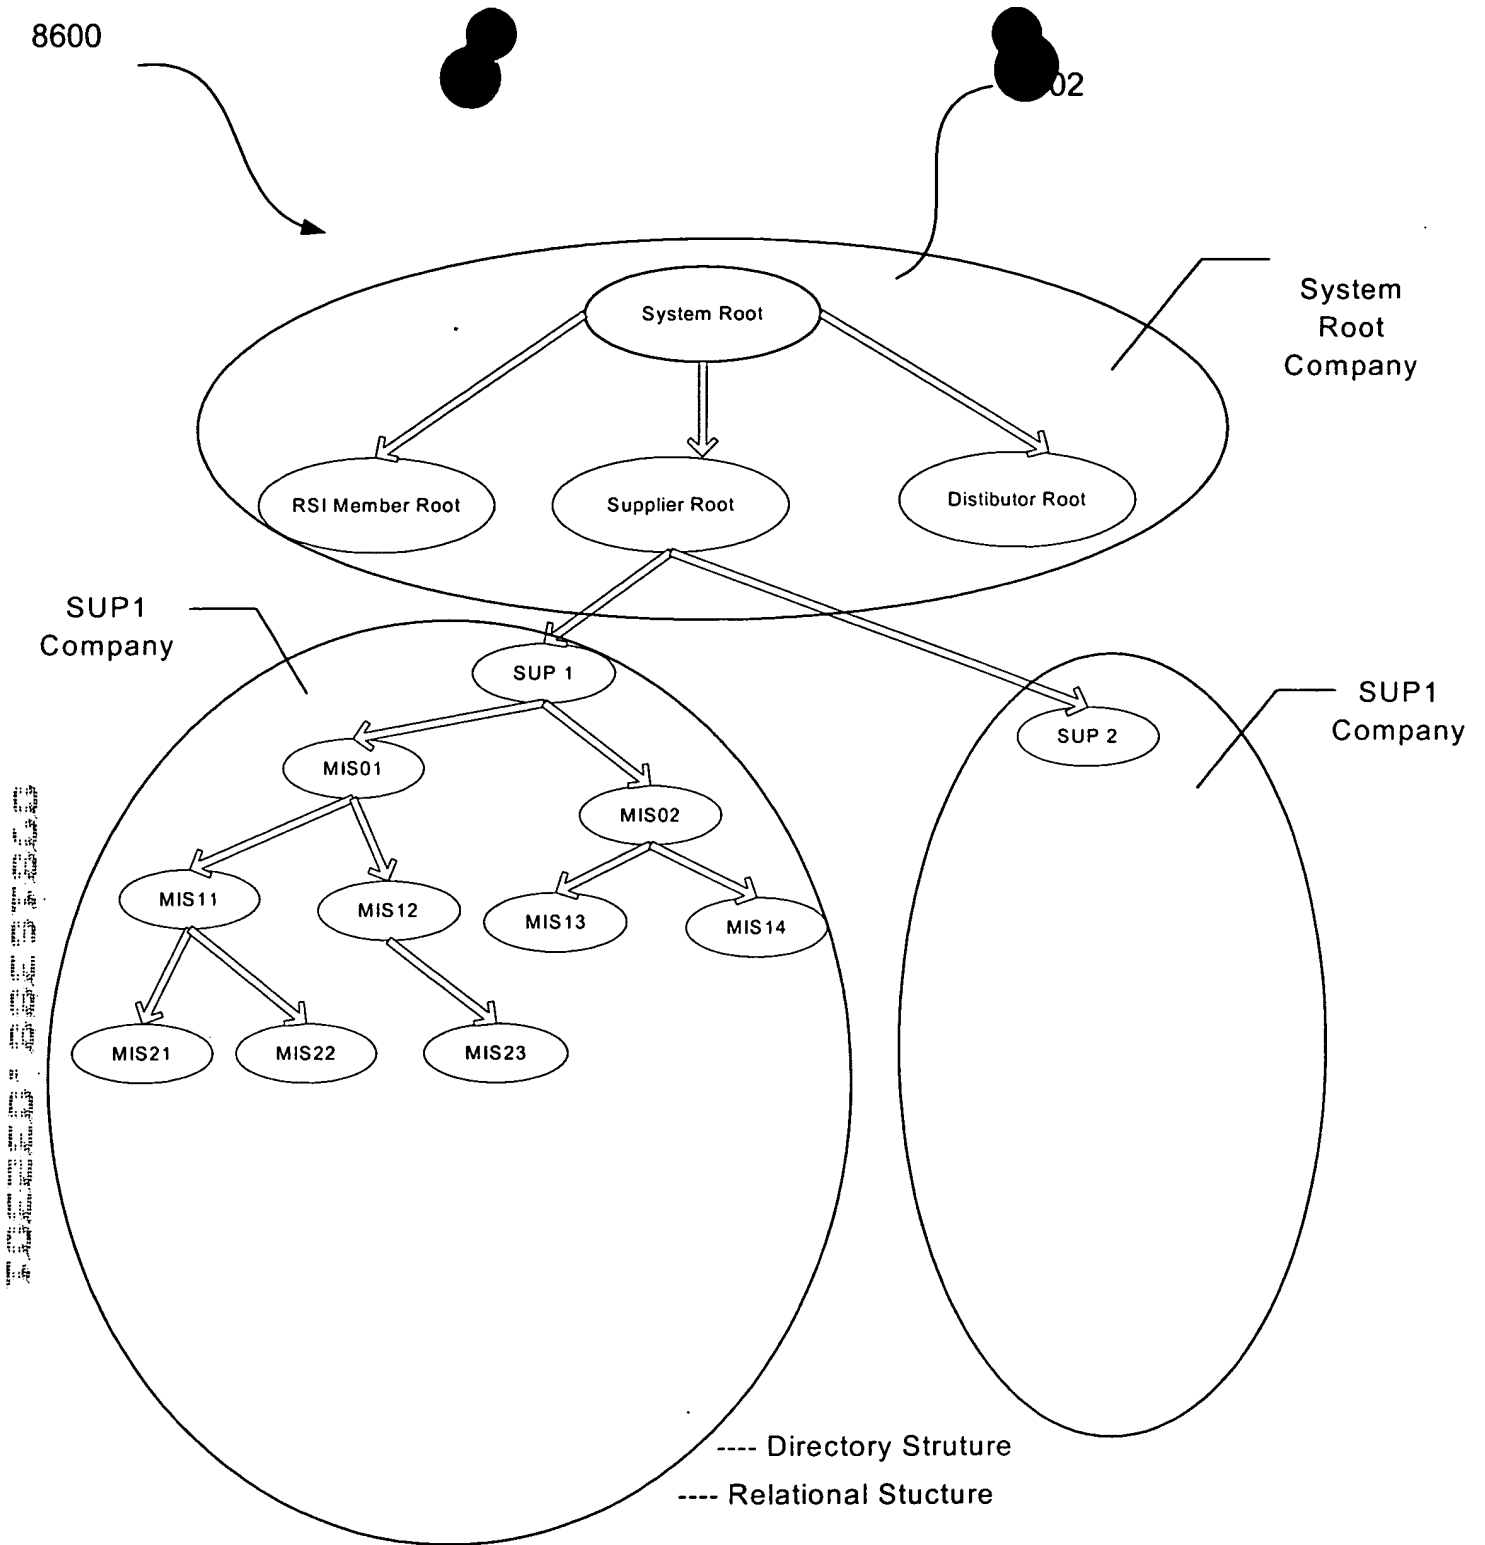 8600
02
System Root
System
Root
Company
RSI Member Root
Supplier Root
Distibutor Root
SUP1
Company
SUP 1
SUP1
Company
SUP 2
MIS01
MIS02
MIS11
MIS12
MIS13
MIS14
MIS21
MIS22
MIS23
---- Directory Struture
---- Relational Stucture